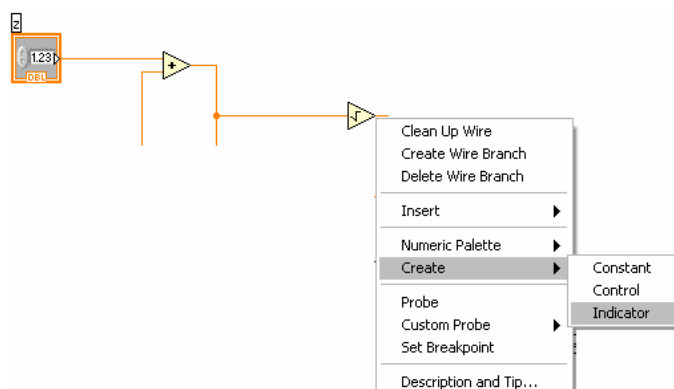 z
1.23
DBL
+
√
Clean Up Wire
Create Wire Branch
Delete Wire Branch
Insert
Numeric Palette
Create
Constant
Control
Indicator
Probe
Custom Probe
Set Breakpoint
Description and Tip...